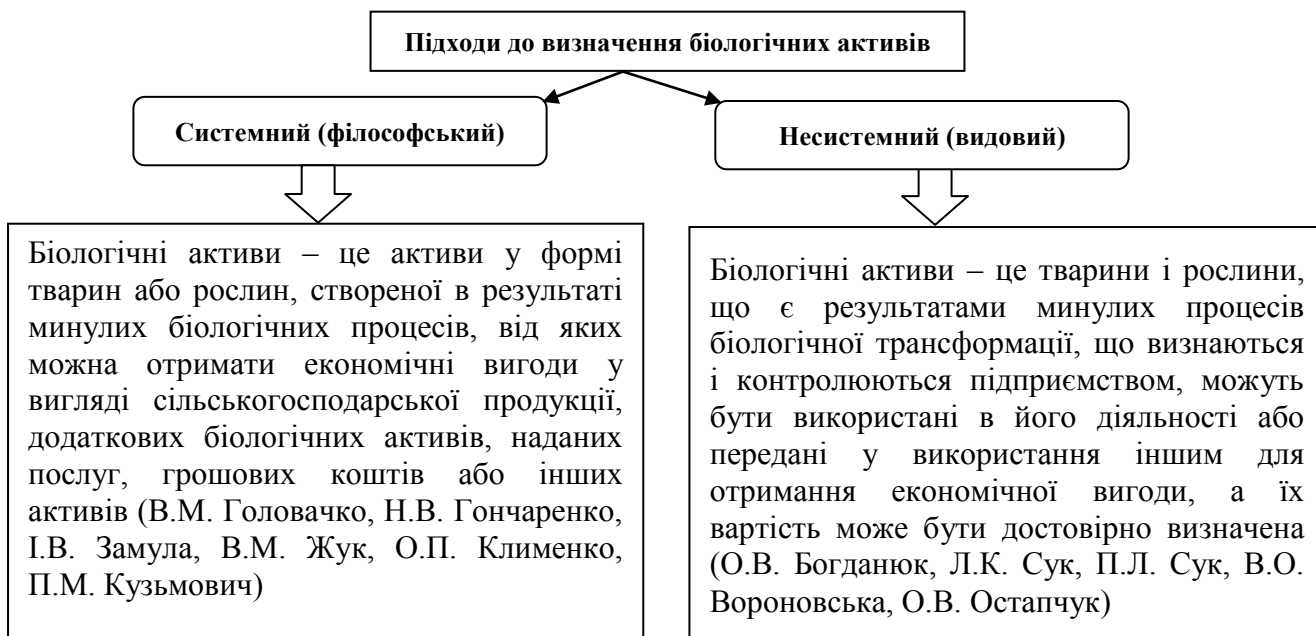 Підходи до визначення біологічних активів
Системний (філософський)
Несистемний (видовий)
Біологічні активи – це активи у формі
тварин або рослин, створеної в результаті
минулих біологічних процесів, від яких
можна отримати економічні вигоди у
вигляді сільськогосподарської продукції,
додаткових біологічних активів, наданих
послуг, грошових коштів або інших
активів (В.М. Головачко, Н.В. Гончаренко,
І.В. Замула, В.М. Жук, О.П. Клименко,
П.М. Кузьмович)
Біологічні активи – це тварини і рослини,
що є результатами минулих процесів
біологічної трансформації, що визнаються
і контролюються підприємством, можуть
бути використані в його діяльності або
передані у використання іншим для
отримання економічної вигоди, а їх
вартість може бути достовірно визначена
(О.В. Богданюк, Л.К. Сук, П.Л. Сук, В.О.
Вороновська, О.В. Остапчук)